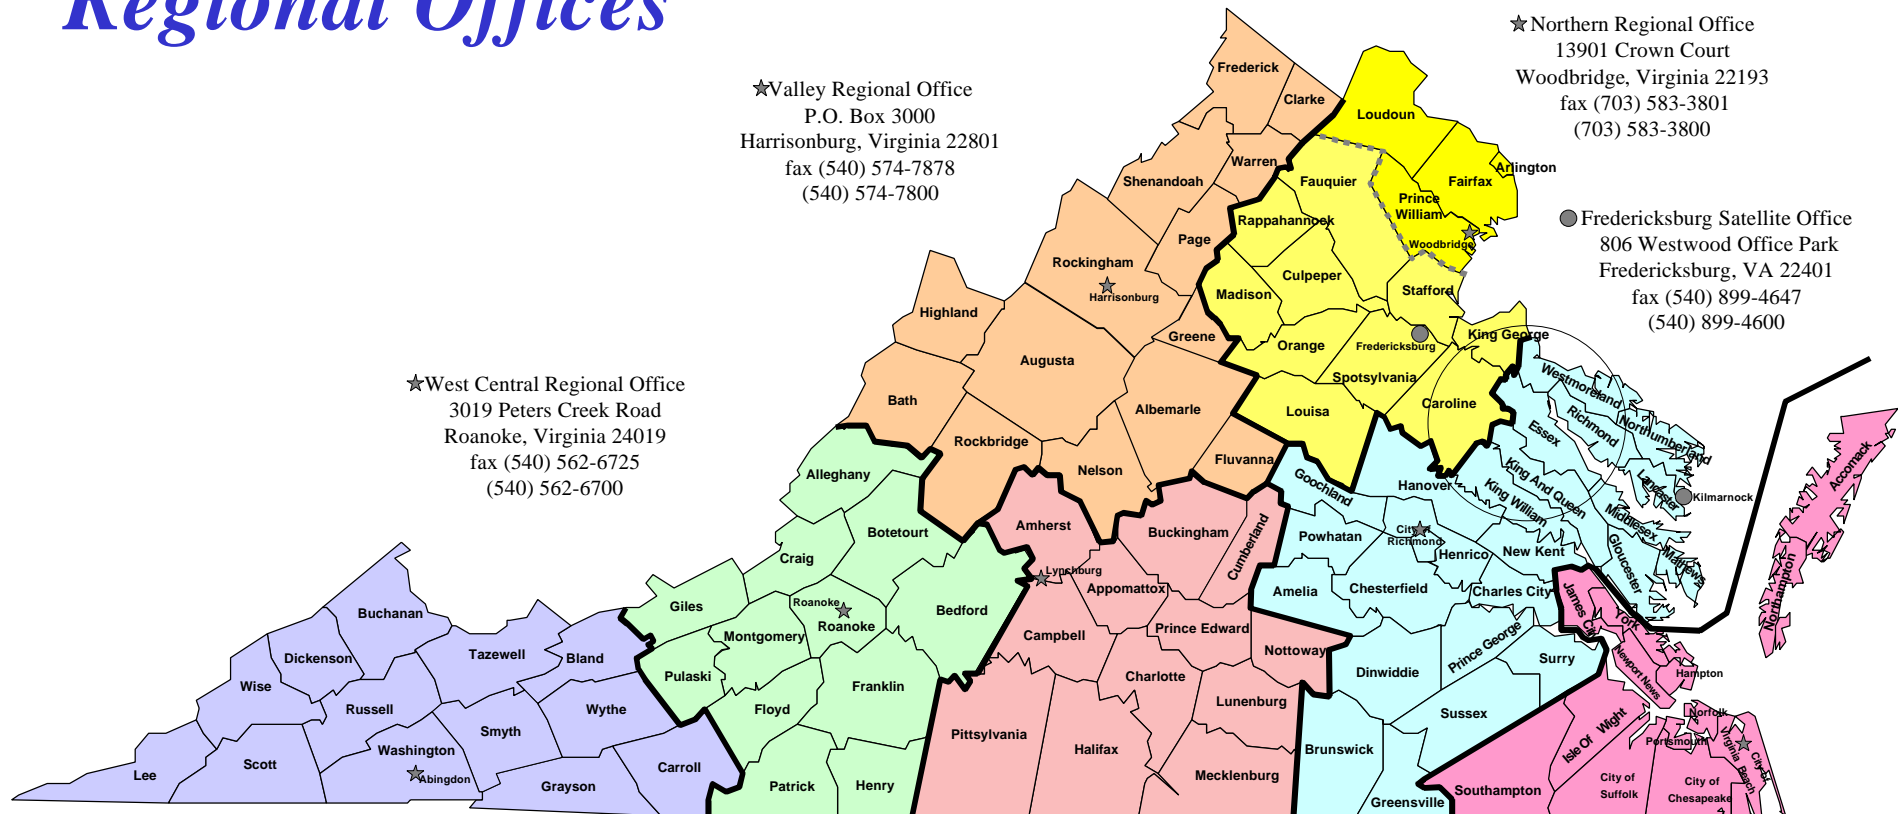 Regional Offices
Northern Regional Office
13901 Crown Court
Woodbridge, Virginia 22193
fax (703) 583-3801
(703) 583-3800
Valley Regional Office
P.O. Box 3000
Harrisonburg, Virginia 22801
fax (540) 574-7878
(540) 574-7800
Fredericksburg Satellite Office
806 Westwood Office Park
Fredericksburg, VA 22401
fax (540) 899-4647
(540) 899-4600
West Central Regional Office
3019 Peters Creek Road
Roanoke, Virginia 24019
fax (540) 562-6725
(540) 562-6700
Frederick
Clarke
Warren
Shenandoah
Page
Rockingham
Harrisonburg
Highland
Greene
Augusta
Bath
Albemarle
Rockbridge
Nelson
Fluvanna
Loudoun
Arlington
Fairfax
Fauquier
Prince
William
Woodbridge
Rappahannock
Culpeper
Madison
Stafford
King George
Orange
Fredericksburg
Spotsylvania
Caroline
Louisa
Westmoreland
Richmond
Northumberland
Essex
Lancaster
Kilmarnock
King And Queen
King William
Middlesex
Mathews
Gloucester
Hanover
Goochland
City of
Richmond
Powhatan
Henrico
New Kent
Amelia
Chesterfield
Charles City
Prince George
Dinwiddie
Surry
Sussex
Brunswick
Greensville
Accomack
Northampton
James
City
York
Newport News
Hampton
Norfolk
Portsmouth
Virginia Beach
City of
Isle Of Wight
Southampton
City of
Suffolk
City of
Chesapeake
Alleghany
Botetourt
Craig
Giles
Roanoke
Roanoke
Bedford
Montgomery
Pulaski
Franklin
Floyd
Patrick
Henry
Amherst
Buckingham
Cumberland
Lynchburg
Appomattox
Campbell
Prince Edward
Nottoway
Charlotte
Lunenburg
Pittsylvania
Halifax
Mecklenburg
Buchanan
Dickenson
Tazewell
Bland
Wise
Russell
Wythe
Smyth
Washington
Abingdon
Scott
Lee
Carroll
Grayson